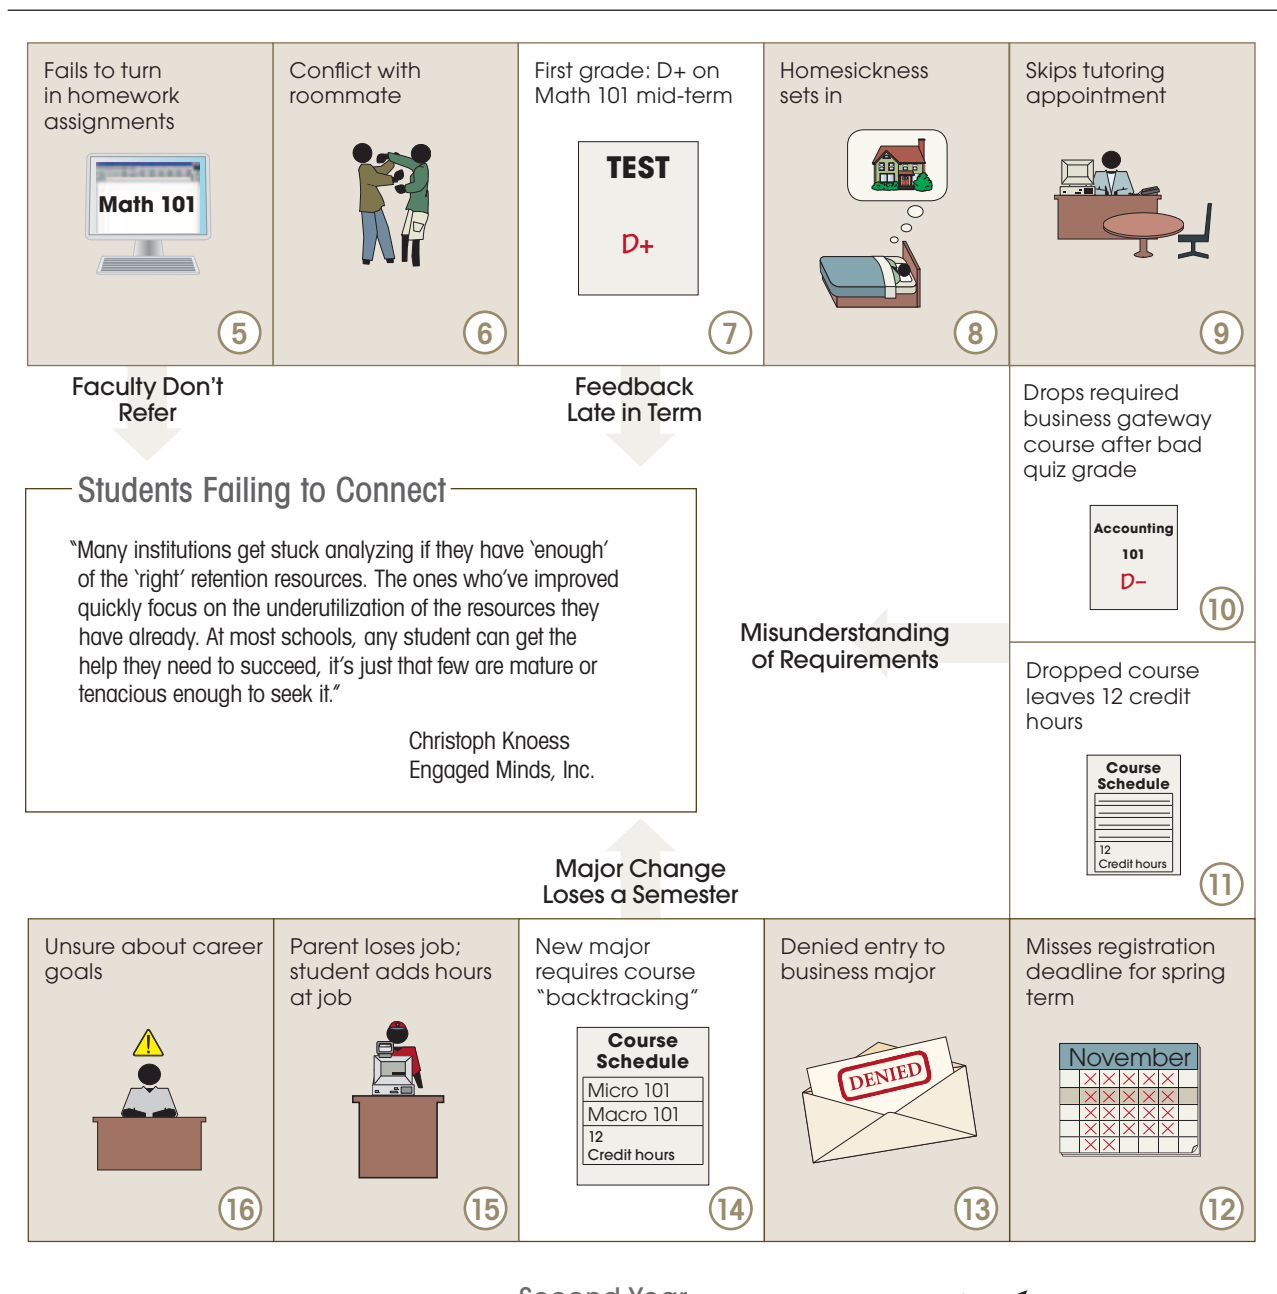 Fails to turn
in homework
assignments
Math 101
5
Conflict with
roommate
6
First grade: D+ on
Math 101 mid-term
TEST
D+
7
Homesickness
sets in
8
Skips tutoring
appointment
9
Faculty Don’t
Refer
Feedback
Late in Term
Drops required
business gateway
course after bad
quiz grade
Accounting
101
D–
10
Students Failing to Connect
“Many institutions get stuck analyzing if they have ‘enough’
of the ‘right’ retention resources. The ones who’ve improved
quickly focus on the underutilization of the resources they
have already. At most schools, any student can get the
help they need to succeed, it’s just that few are mature or
tenacious enough to seek it.”
Christoph Knoess
Engaged Minds, Inc.
Misunderstanding
of Requirements
Dropped course
leaves 12 credit
hours
Course
Schedule
12
Credit hours
11
Major Change
Loses a Semester
Unsure about career
goals
16
Parent loses job;
student adds hours
at job
15
New major
requires course
“backtracking”
Course
Schedule
Micro 101
Macro 101
12
Credit hours
14
Denied entry to
business major
DENIED
13
Misses registration
deadline for spring
term
November
12
Second Year